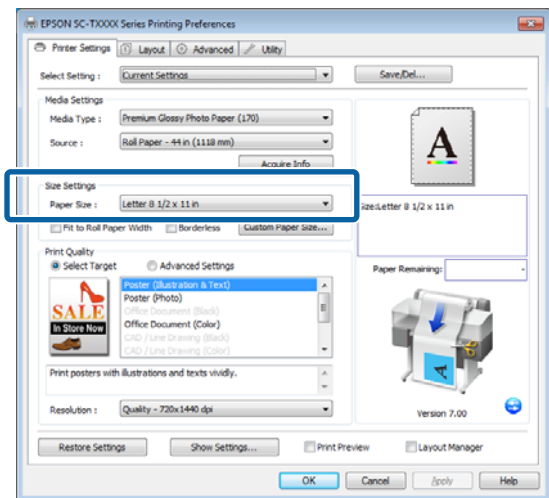 EPSON SC-TXXXX Series Printing Preferences
Printer Settings Layout Advanced Utility
Select Setting : Current Settings Save/Del...
Media Settings
Media Type : Premium Glossy Photo Paper (170)
Source : Roll Paper - 44 in (1118 mm)
Acquire Info
Size Settings
Paper Size : Letter 8 1/2 x 11 in
Size:Letter 8 1/2 x 11 in
Fit to Roll Paper Width Borderless Custom Paper Size...
Print Quality
Select Target Advanced Settings
Paper Remaining: -
Poster (Illustration & Text)
Poster (Photo)
Office Document (Black)
Office Document (Color)
CAD / Line Drawing (Black)
CAD / Line Drawing (Color)
SALE
In Store Now
A
A
Print posters with illustrations and texts vividly.
Resolution : Quality - 720x1440 dpi
Version 7.00
Restore Settings Show Settings... Print Preview Layout Manager
OK Cancel Apply Help